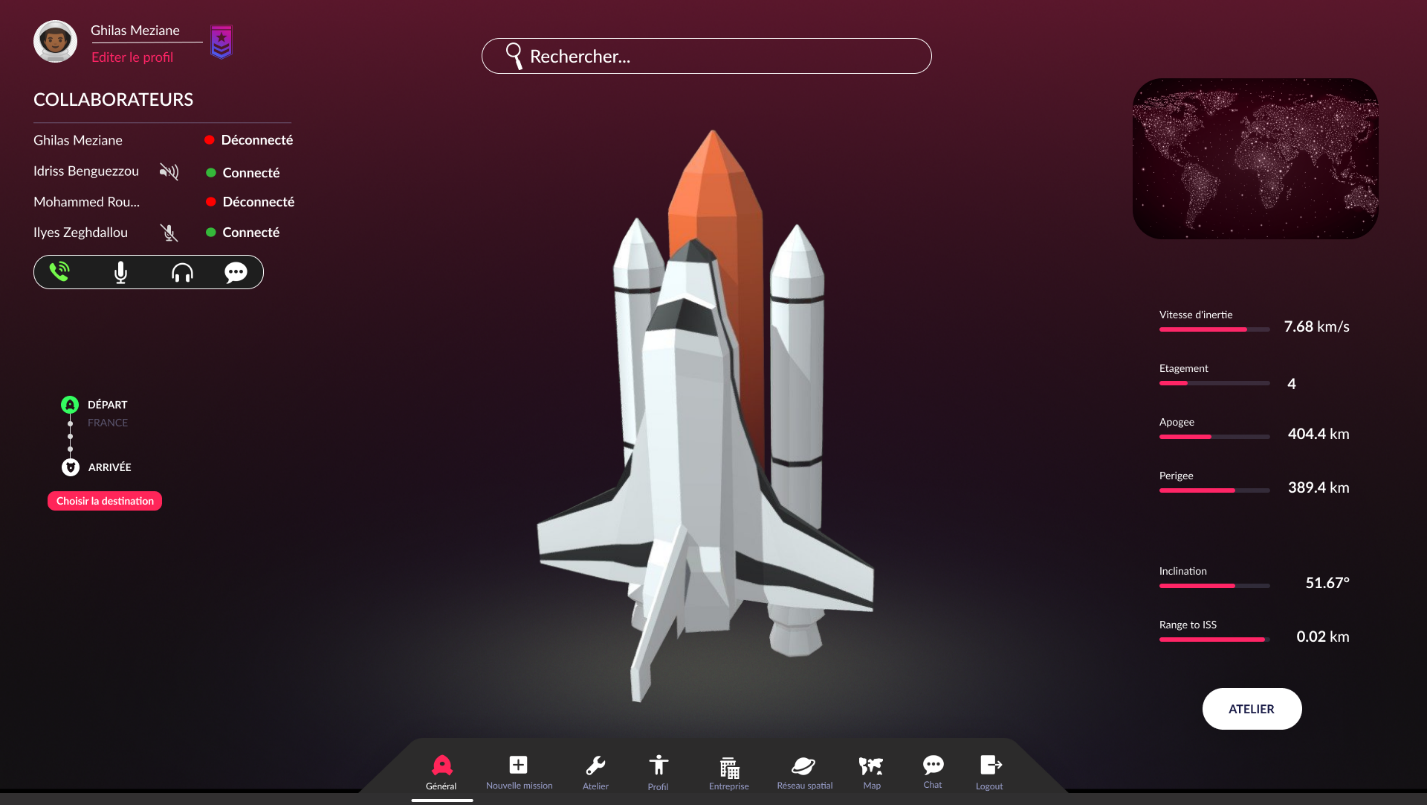 Ghilas Meziane
Editer le profil
Rechercher...
COLLABORATEURS
Ghilas Meziane Déconnecté
Idriss Benguezzou Connecté
Mohammed Rou... Déconnecté
Ilyes Zeghdallou Connecté
DÉPART
FRANCE
ARRIVÉE
Choisir la destination
Vitesse d'inertie
7.68 km/s
Etagement
4
Apogee
404.4 km
Perigee
389.4 km
Inclination
51.67°
Range to ISS
0.02 km
ATELIER
Général Nouvelle mission Atelier Profil Entreprise Réseau spatial Map Chat Logout